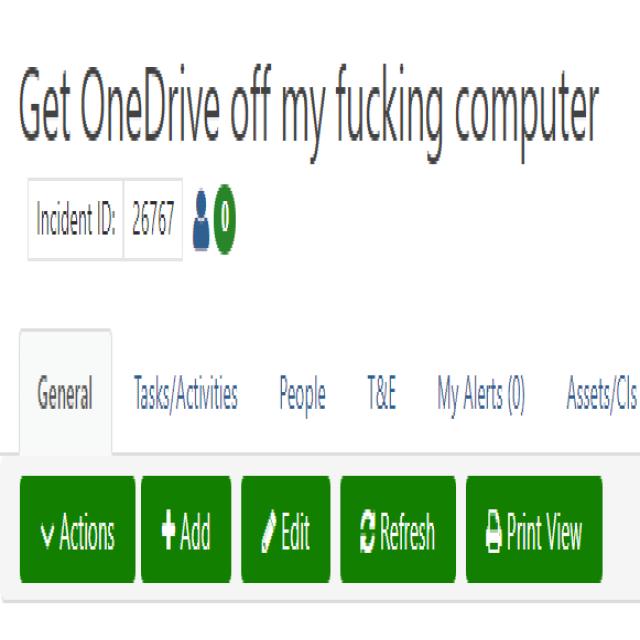 Get OneDrive off my fucking computer
Incident ID: 26767 0
General Tasks/Activities People T&E My Alerts (0) Assets/CIs
Actions Add Edit Refresh Print View